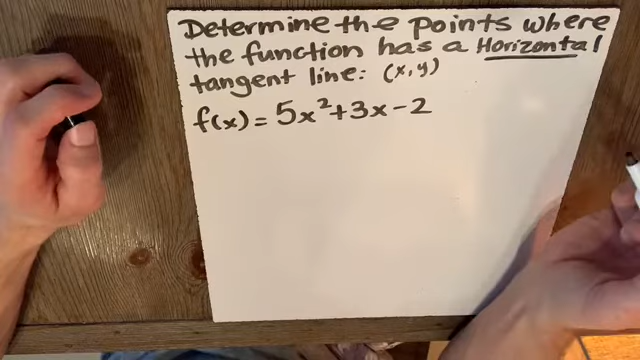 Determine the points where
the function has a Horizontal
tangent line: (x,y)
f(x) = 5x²+3x-2